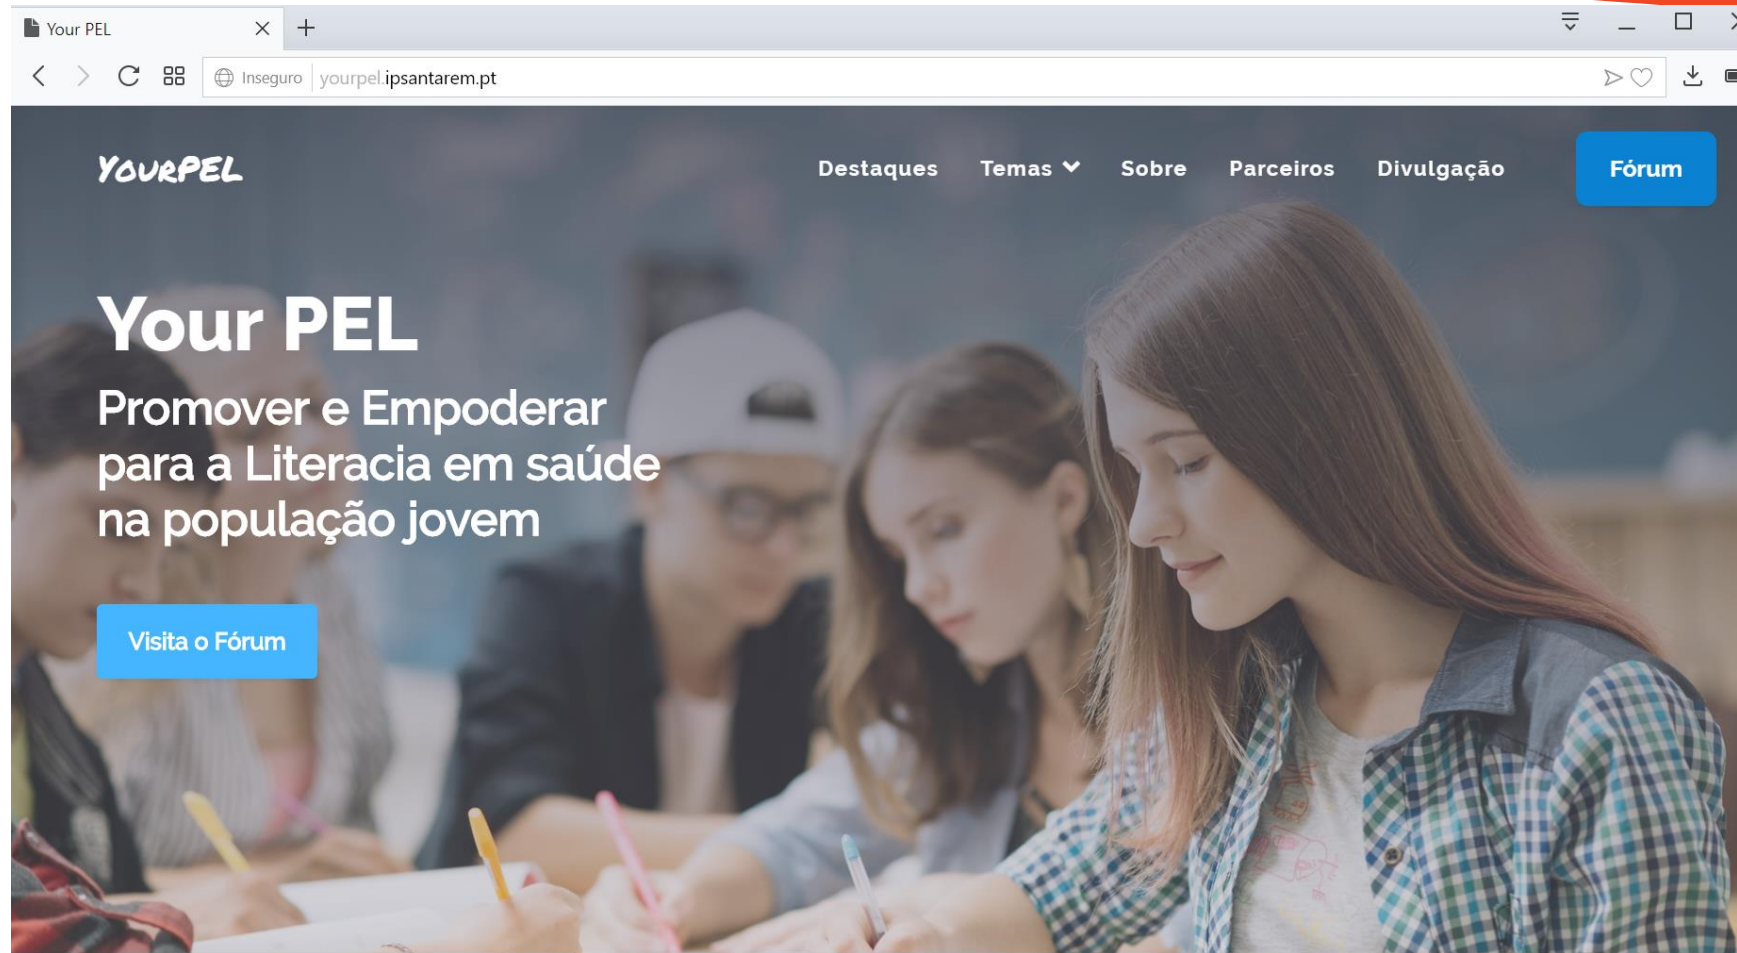 Your PEL
Inseguro yourpel.ipsantarem.pt
YourPEL
Destaques Temas Sobre Parceiros Divulgação Fórum
Your PEL
Promover e Empoderar
para a Literacia em saúde
na população jovem
Visita o Fórum